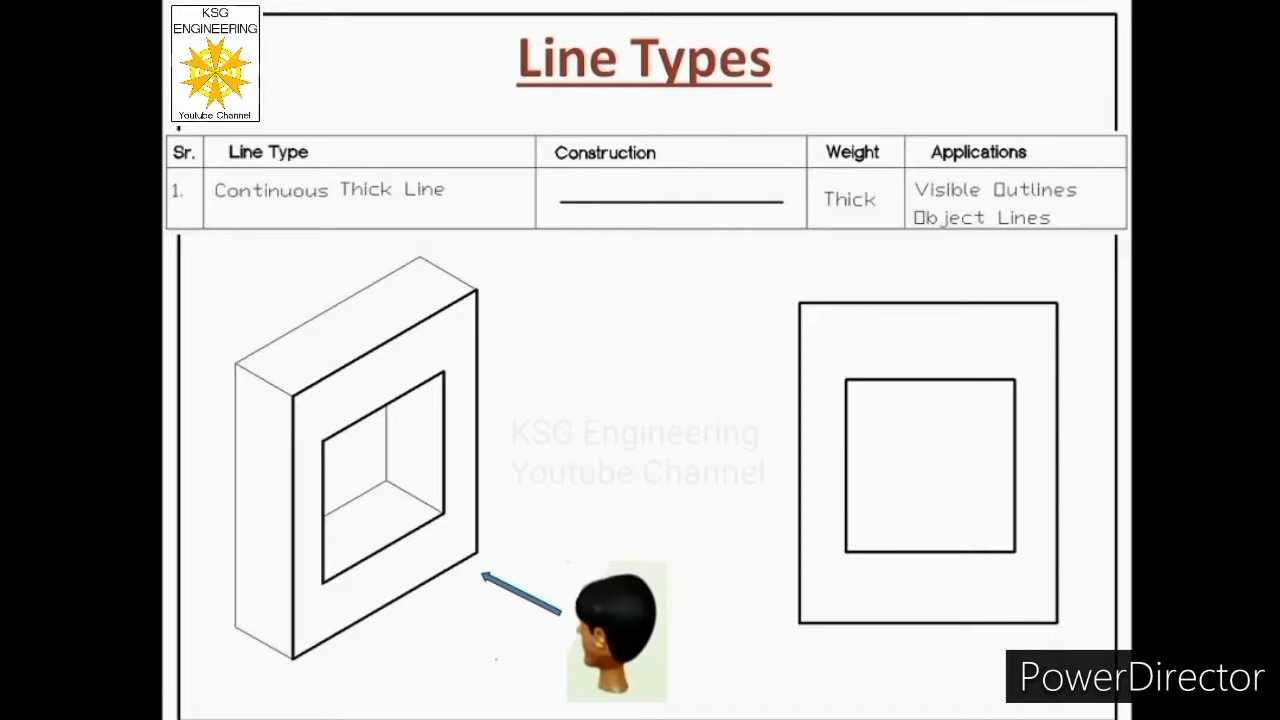 KSG
ENGINEERING
Youtube Channel
Line Types
Sr. Line Type Construction Weight Applications
1. Continuous Thick Line Thick Visible Outlines
Object Lines
KSG Engineering
Youtube Channel
PowerDirector